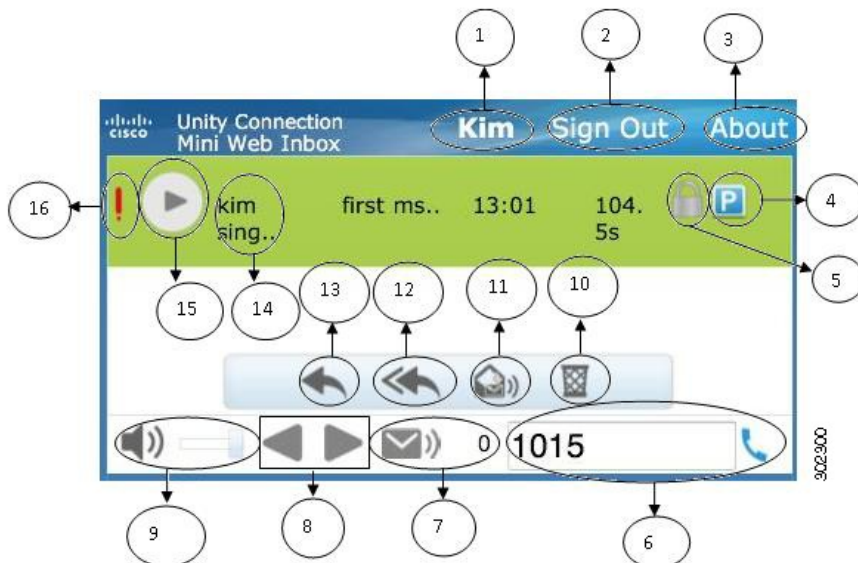 1
2
3
CISCO
Unity Connection
Mini Web Inbox
Kim
Sign Out
About
16
kim
sing..
first ms..
13:01
104.
5s
P
4
5
15
14
13
12
11
10
0
1015
302300
9
8
7
6